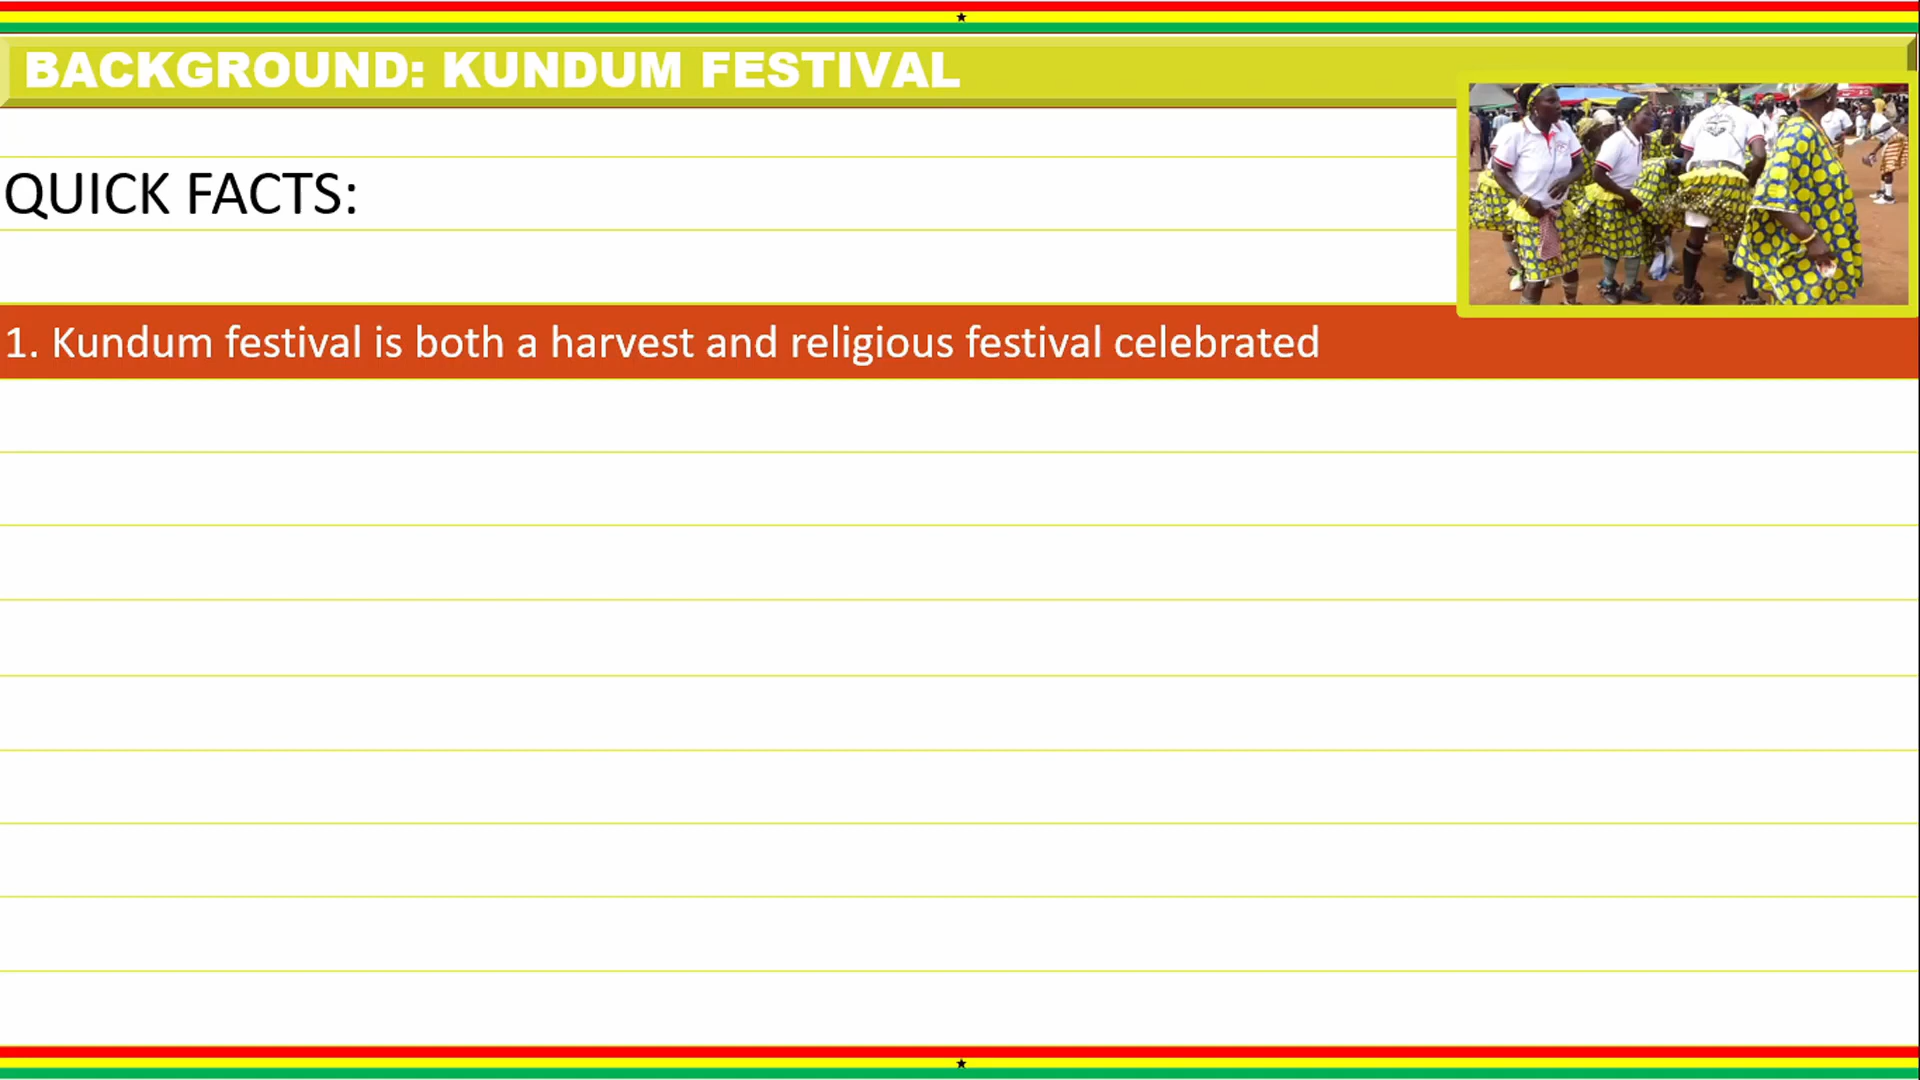 BACKGROUND: KUNDUM FESTIVAL
QUICK FACTS:
1. Kundum festival is both a harvest and religious festival celebrated